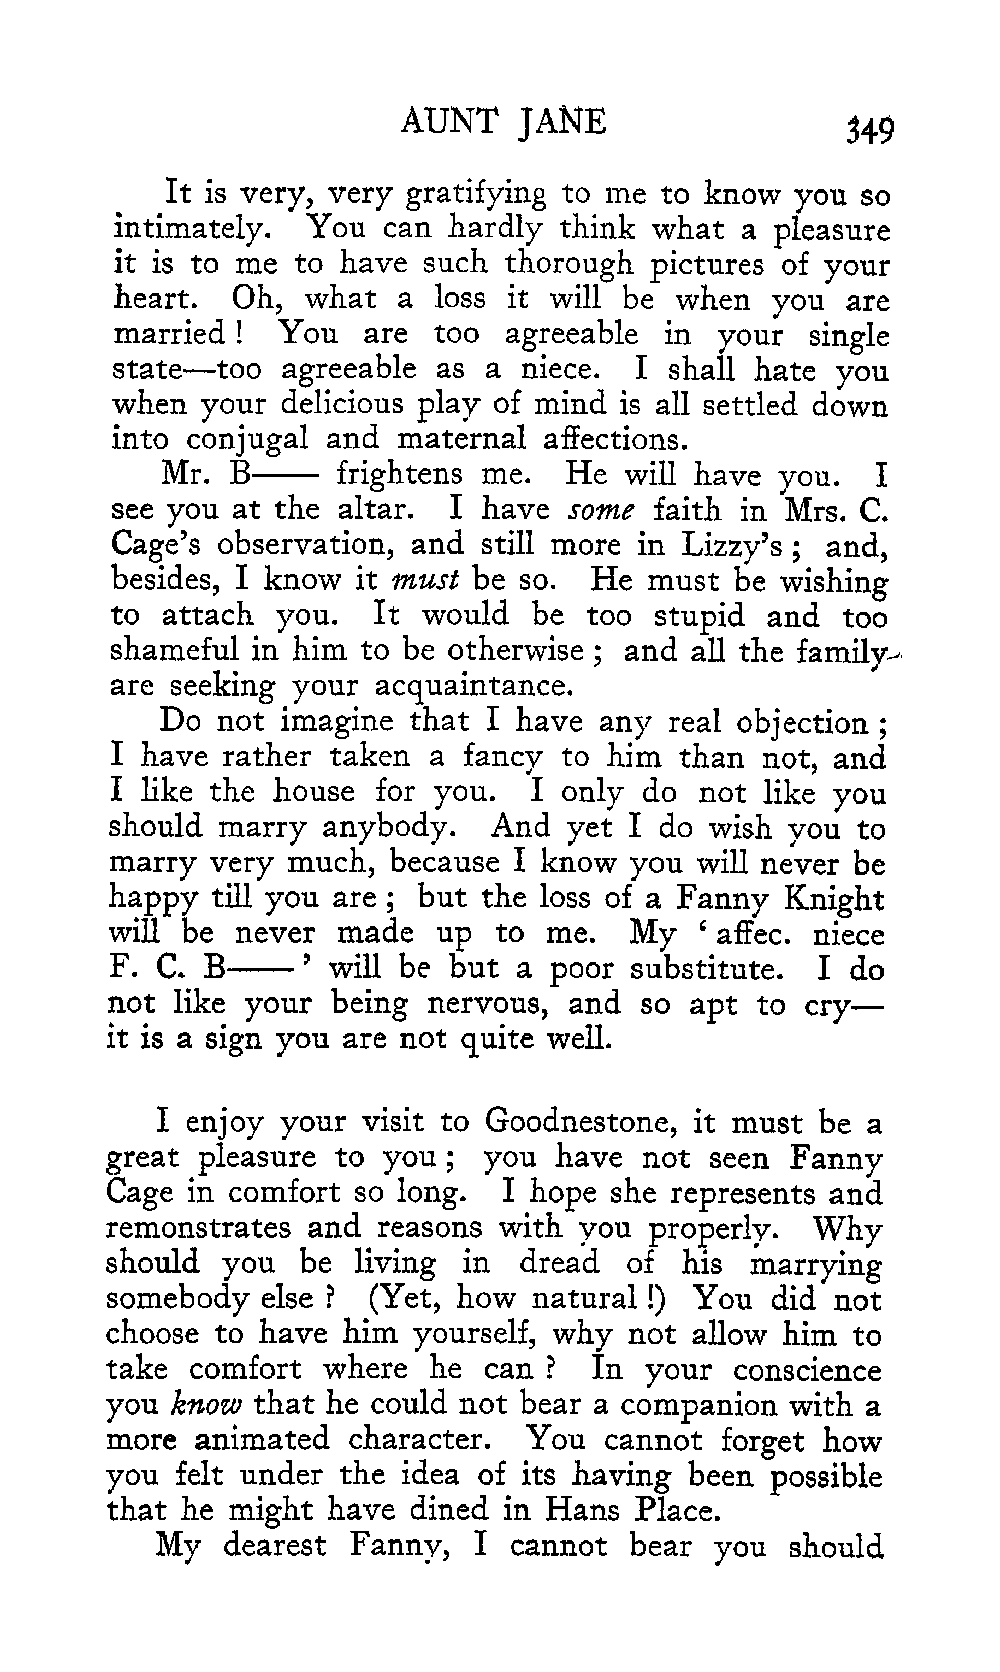 AUNT JANE 349
It is very, very gratifying to me to know you so
intimately. You can hardly think what a pleasure
it is to me to have such thorough pictures of your
heart. Oh, what a loss it will be when you are
married ! You are too agreeable in your single
state—too agreeable as a niece. I shall hate you
when your delicious play of mind is all settled down
into conjugal and maternal affections.
Mr. B—— frightens me. He will have you. I
see you at the altar. I have some faith in Mrs. C.
Cage's observation, and still more in Lizzy's ; and,
besides, I know it must be so. He must be wishing
to attach you. It would be too stupid and too
shameful in him to be otherwise ; and all the family
are seeking your acquaintance.
Do not imagine that I have any real objection ;
I have rather taken a fancy to him than not, and
I like the house for you. I only do not like you
should marry anybody. And yet I do wish you to
marry very much, because I know you will never be
happy till you are ; but the loss of a Fanny Knight
will be never made up to me. My ‘ affec. niece
F. C. B—— ’ will be but a poor substitute. I do
not like your being nervous, and so apt to cry—
it is a sign you are not quite well.
I enjoy your visit to Goodnestone, it must be a
great pleasure to you ; you have not seen Fanny
Cage in comfort so long. I hope she represents and
remonstrates and reasons with you properly. Why
should you be living in dread of his marrying
somebody else ? (Yet, how natural !) You did not
choose to have him yourself, why not allow him to
take comfort where he can ? In your conscience
you know that he could not bear a companion with a
more animated character. You cannot forget how
you felt under the idea of its having been possible
that he might have dined in Hans Place.
My dearest Fanny, I cannot bear you should